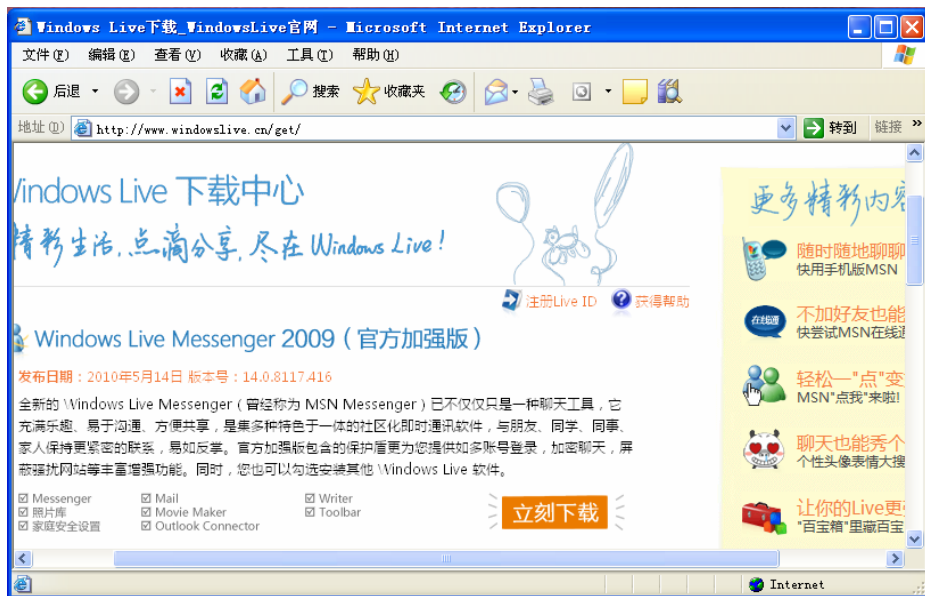 Windows Live下载_WindowsLive官网 - Microsoft Internet Explorer
文件(F) 编辑(E) 查看(V) 收藏(A) 工具(T) 帮助(H)
后退 搜索 收藏夹
地址(D) http://www.windowslive.cn/get/ 转到 链接 »
indows Live 下载中心
精彩生活,点滴分享,尽在 Windows Live!
注册Live ID 获得帮助
Windows Live Messenger 2009(官方加强版)
发布日期:2010年5月14日 版本号:14.0.8117.416
全新的 Windows Live Messenger(曾经称为 MSN Messenger)已不仅仅只是一种聊天工具,它
充满乐趣、易于沟通、方便共享,是集多种特色于一体的社区化即时通讯软件,与朋友、同学、同事、
家人保持更紧密的联系,易如反掌。官方加强版包含的保护盾更为您提供如多账号登录,加密聊天,屏
蔽骚扰网站等丰富增强功能。同时,您也可以勾选安装其他 Windows Live 软件。
☑ Messenger ☑ Mail ☑ Writer
☑ 照片库 ☑ Movie Maker ☑ Toolbar
☑ 家庭安全设置 ☑ Outlook Connector
立刻下载
更多精彩内容
随时随地聊聊
快用手机版MSN
在线聊
不加好友也能
快尝试MSN在线
轻松一"点"变
MSN"点我"来啦!
聊天也能秀个
个性头像表情大搜
让你的Live更
"百宝箱"里藏百宝
Internet